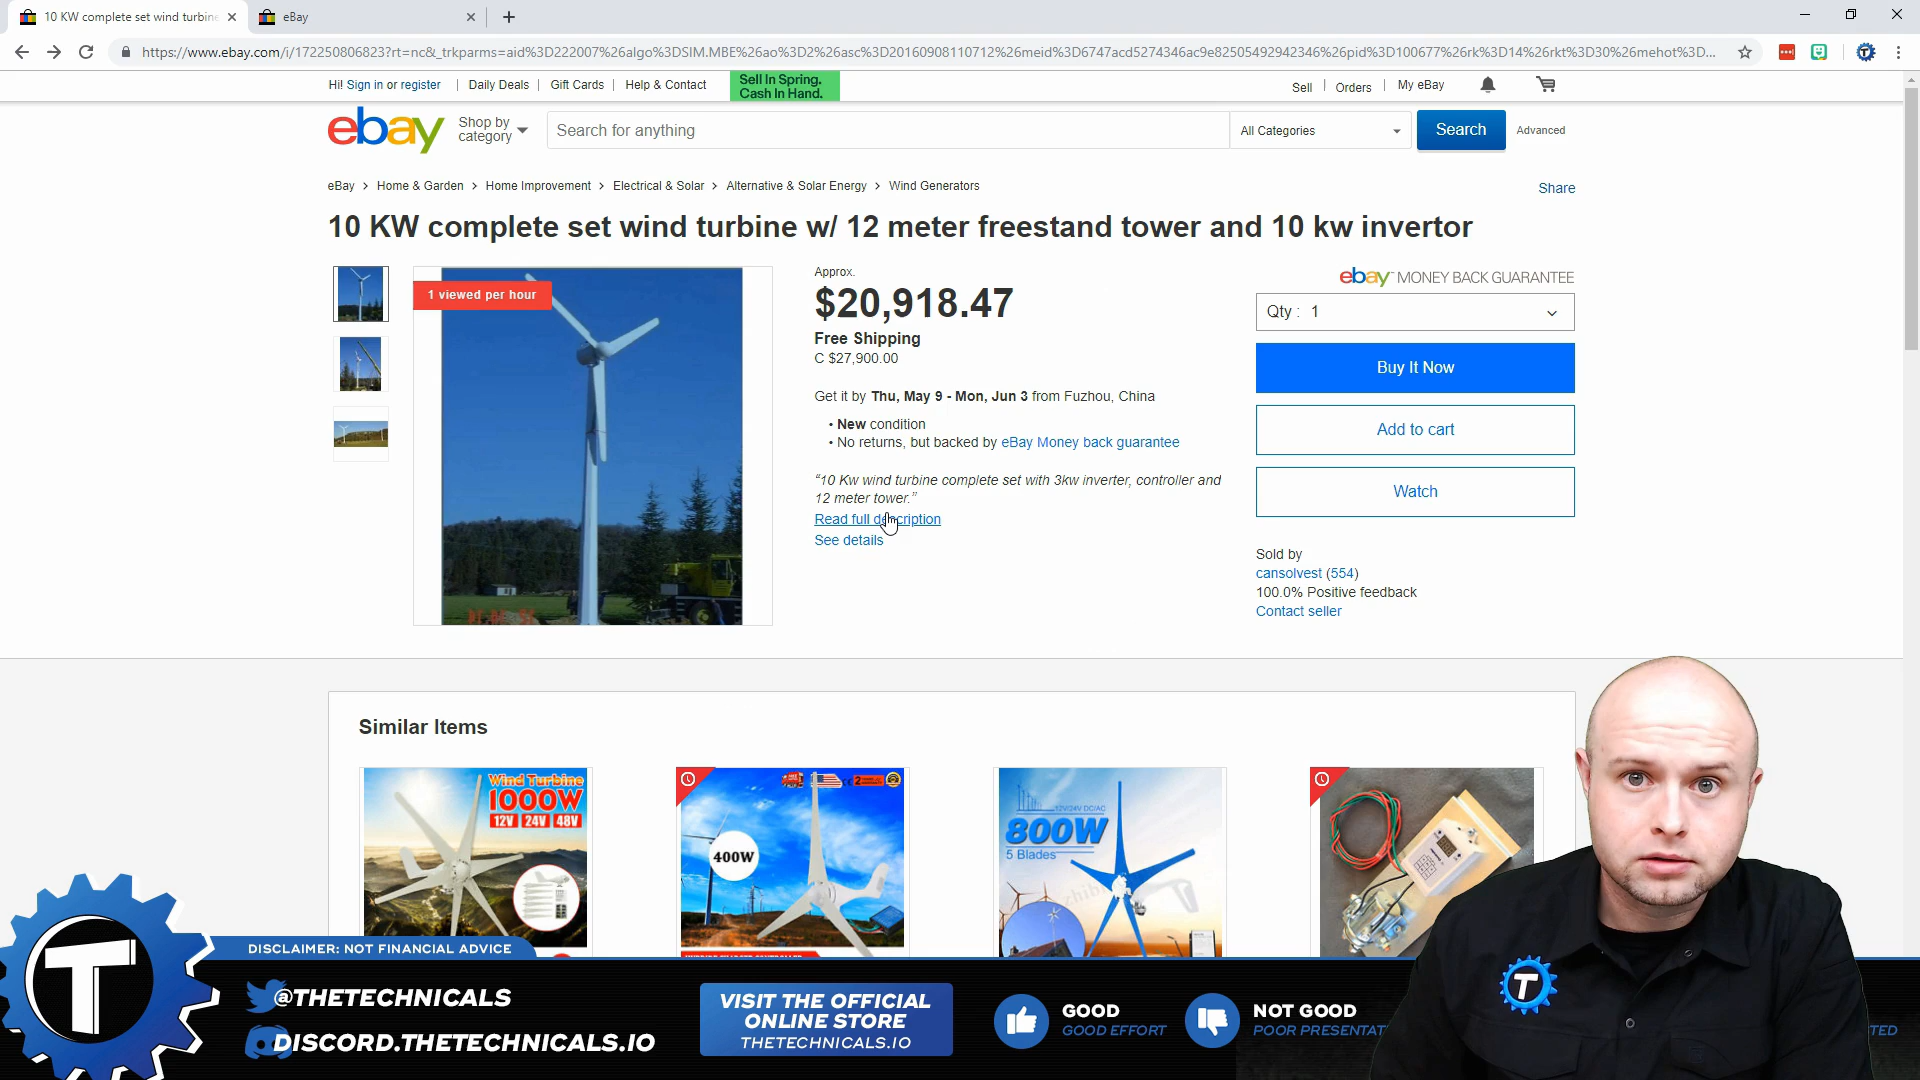 10 KW complete set wind turbine
eBay
https://www.ebay.com/i/172250806823?rt=nc&_trkparms=aid%3D222007%26algo%3DSIM.MBE%26ao%3D2%26asc%3D20160908110712%26meid%3D6747acd5274346ac9e82505492942346%26pid%3D100677%26rk%3D14%26rkt%3D30%26mehot%3D...
Hi! Sign in or register
Daily Deals
Gift Cards
Help & Contact
Sell In Spring.
Cash In Hand.
Sell
Orders
My eBay
ebay
Shop by
category
Search for anything
All Categories
Search
Advanced
eBay > Home & Garden > Home Improvement > Electrical & Solar > Alternative & Solar Energy > Wind Generators
Share
10 KW complete set wind turbine w/ 12 meter freestand tower and 10 kw invertor
1 viewed per hour
Approx.
$20,918.47
Free Shipping
C $27,900.00
Get it by Thu, May 9 - Mon, Jun 3 from Fuzhou, China
• New condition
• No returns, but backed by eBay Money back guarantee
“10 Kw wind turbine complete set with 3kw inverter, controller and
12 meter tower.”
Read full description
See details
ebay MONEY BACK GUARANTEE
Qty : 1
Buy It Now
Add to cart
Watch
Sold by
cansolvest (554)
100.0% Positive feedback
Contact seller
Similar Items
Wind Turbine
1000W
12V 24V 48V
400W
12V/24V DC/AC
800W
5 Blades
DISCLAIMER: NOT FINANCIAL ADVICE
T
@THETECHNICALS
DISCORD.THETECHNICALS.IO
VISIT THE OFFICIAL
ONLINE STORE
THETECHNICALS.IO
GOOD
GOOD EFFORT
NOT GOOD
POOR PRESENTAT
TED
T